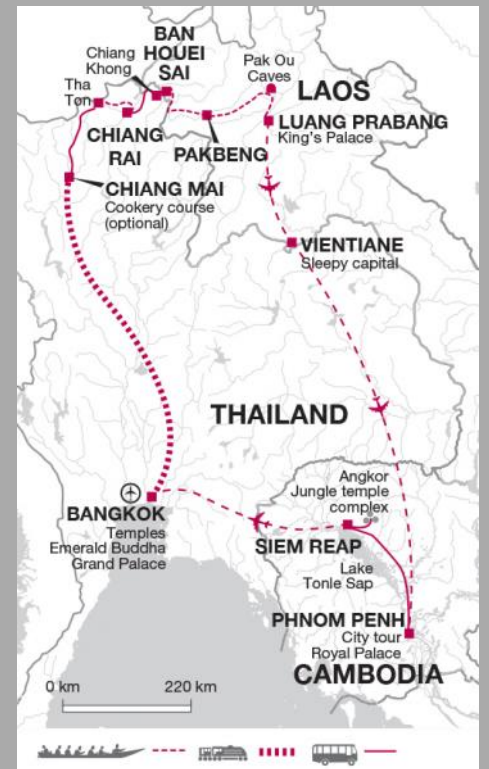 BAN
HOUEI
SAI
Chiang
Khong
Pak Ou
Caves
LAOS
Tha
Ton
CHIANG
RAI
PAKBENG
LUANG PRABANG
King's Palace
CHIANG MAI
Cookery course
(optional)
VIENTIANE
Sleepy capital
THAILAND
Angkor
Jungle temple
complex
BANGKOK
Temples
Emerald Buddha
Grand Palace
SIEM REAP
Lake
Tonle Sap
PHNOM PENH
City tour
Royal Palace
CAMBODIA
0 km
220 km